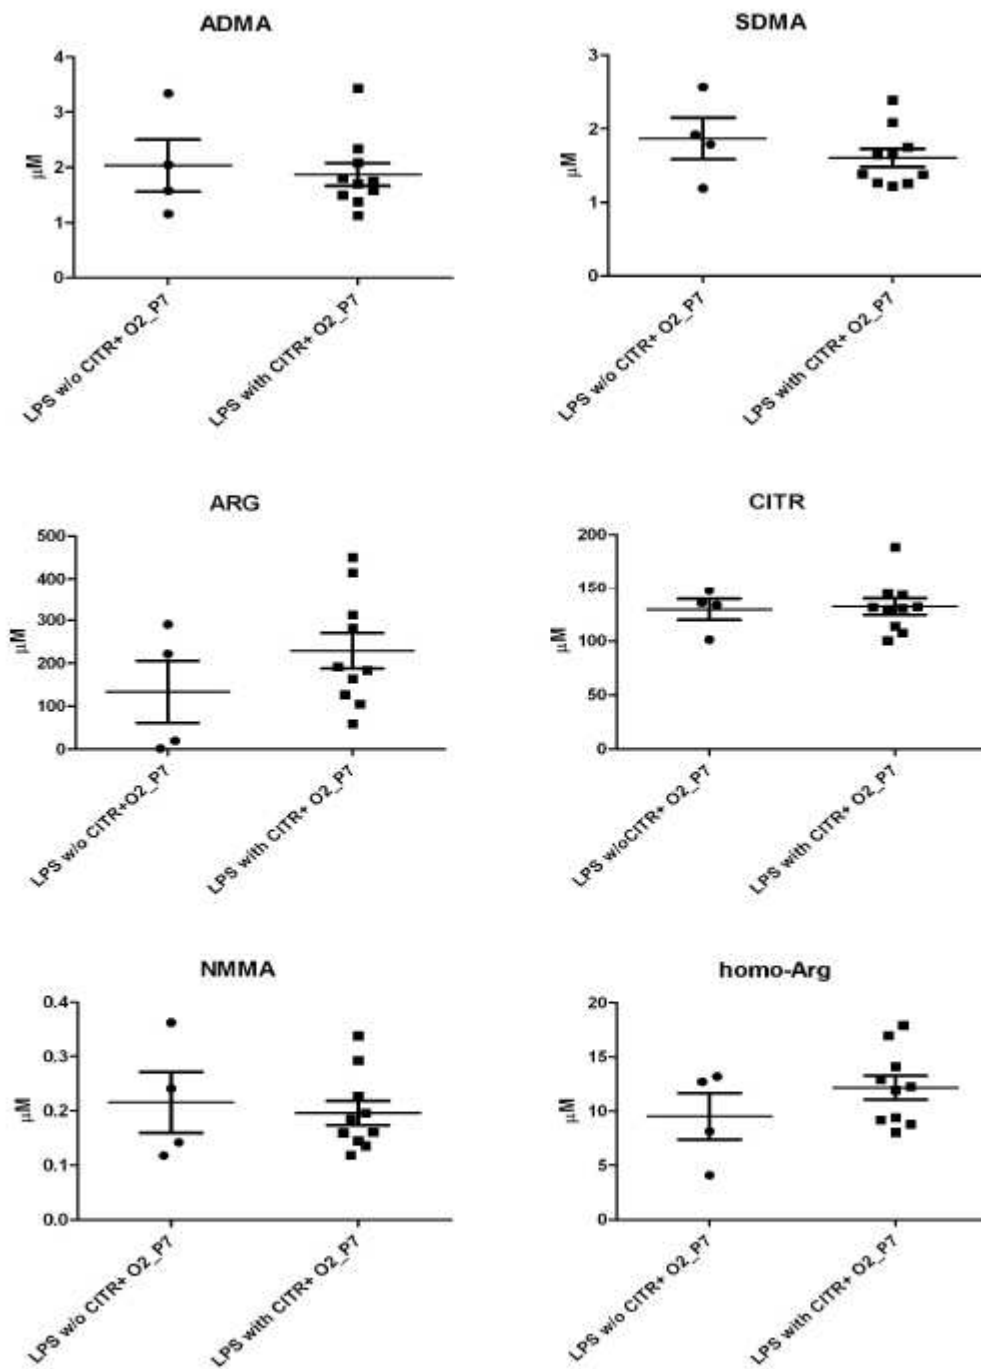 ADMA
4
3
2
1
0
µM
LPS w/o CITR+ O2_P7
LPS with CITR+ O2_P7
SDMA
3
2
1
0
µM
LPS w/o CITR+ O2_P7
LPS with CITR+ O2_P7
ARG
500
400
300
200
100
0
µM
LPS w/o CITR+O2_P7
LPS with CITR+ O2_P7
CITR
200
150
100
50
0
µM
LPS w/oCITR+ O2_P7
LPS with CITR+ O2_P7
NMMA
0.4
0.3
0.2
0.1
0.0
µM
LPS w/o CITR+ O2_P7
LPS with CITR+ O2_P7
homo-Arg
20
15
10
5
0
µM
LPS w/o CITR+ O2_P7
LPS with CITR+ O2_P7